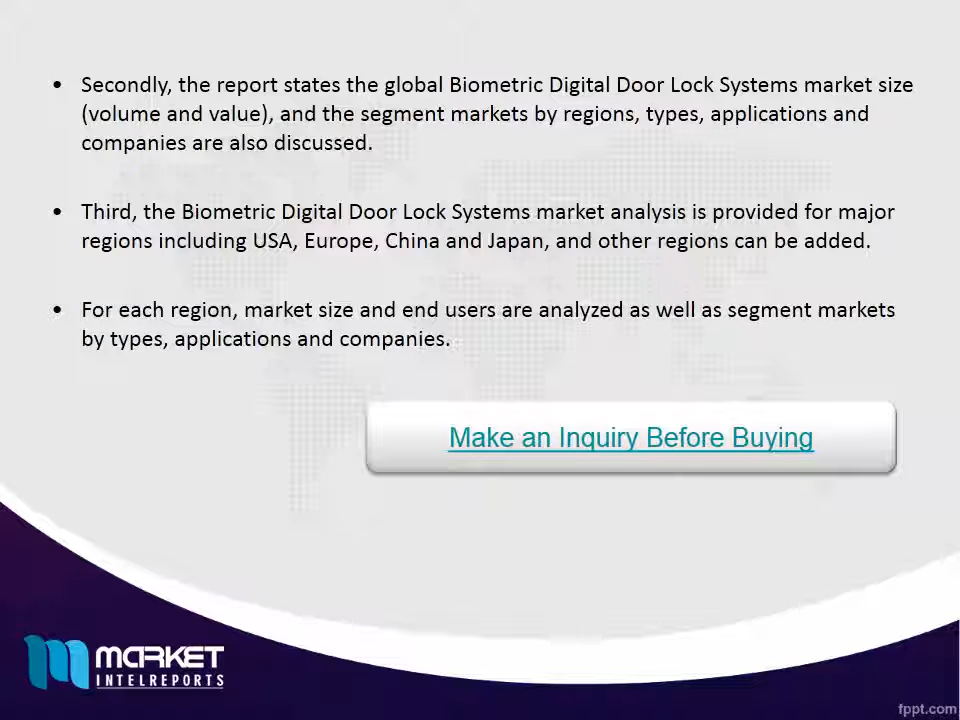 • Secondly, the report states the global Biometric Digital Door Lock Systems market size
(volume and value), and the segment markets by regions, types, applications and
companies are also discussed.
• Third, the Biometric Digital Door Lock Systems market analysis is provided for major
regions including USA, Europe, China and Japan, and other regions can be added.
• For each region, market size and end users are analyzed as well as segment markets
by types, applications and companies.
Make an Inquiry Before Buying
MARKET
INTELREPORTS
fppt.com